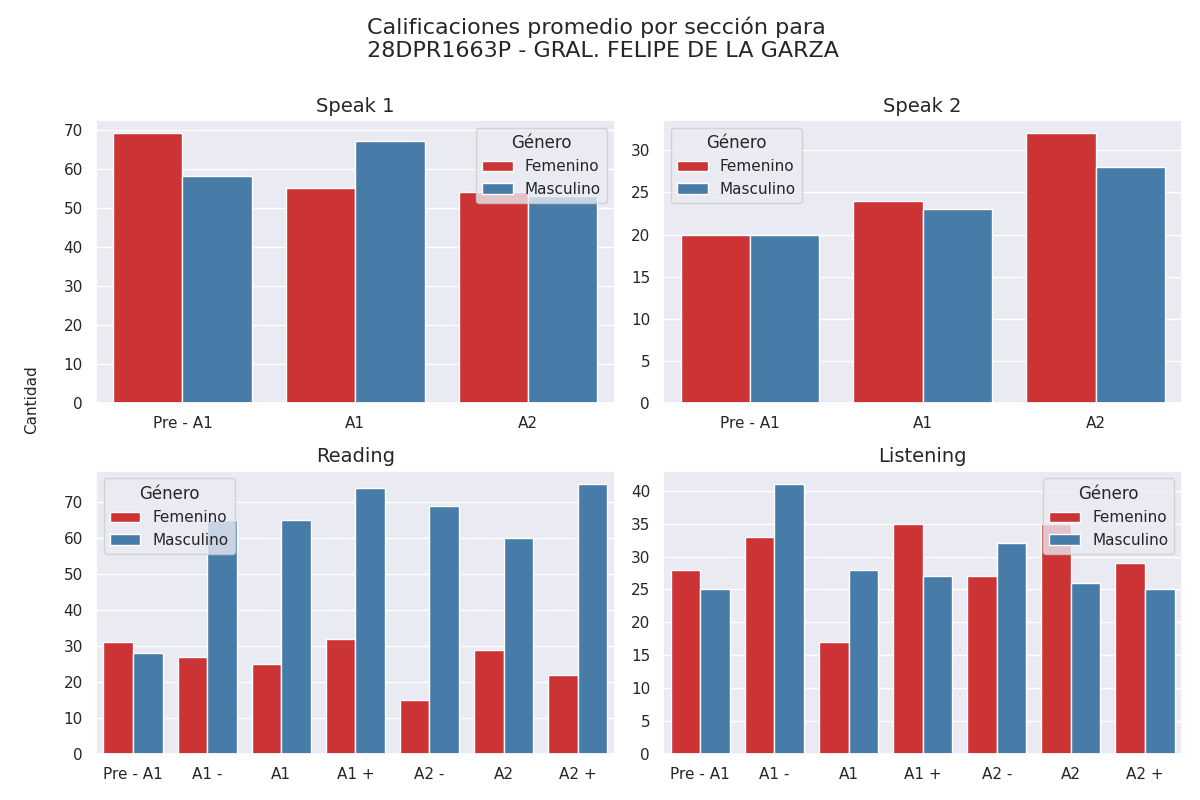 Calificaciones promedio por sección para
28DPR1663P - GRAL. FELIPE DE LA GARZA
Cantidad
Speak 1
70
60
50
40
30
20
10
0
Género
Femenino
Masculino
Pre - A1 A1 A2
Speak 2
30
25
20
15
10
5
0
Género
Femenino
Masculino
Pre - A1 A1 A2
Reading
70
60
50
40
30
20
10
0
Género
Femenino
Masculino
Pre - A1 A1 - A1 A1 + A2 - A2 A2 +
Listening
40
35
30
25
20
15
10
5
0
Género
Femenino
Masculino
Pre - A1 A1 - A1 A1 + A2 - A2 A2 +